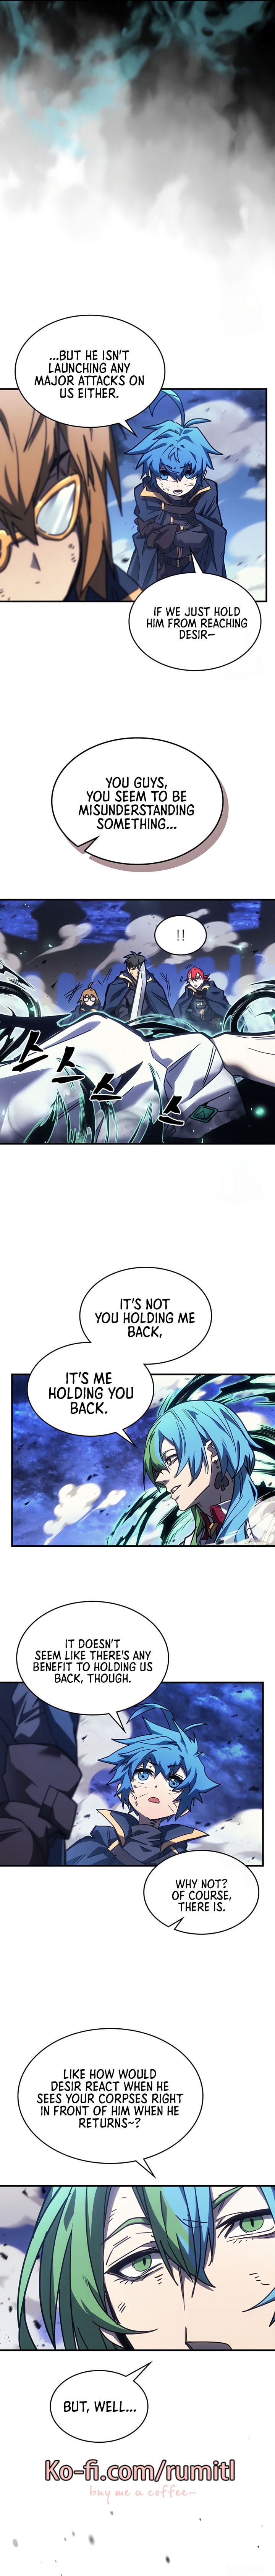 ...BUT HE ISN'T
LAUNCHING ANY
MAJOR ATTACKS ON
US EITHER.
IF WE JUST HOLD
HIM FROM REACHING
DESIR-
YOU GUYS,
YOU SEEM TO BE
MISUNDERSTANDING
SOMETHING...
!!
スススス
IT'S NOT
YOU HOLDING ME
BACK,
IT'S ME
HOLDING YOU
BACK.
IT DOESN'T
SEEM LIKE THERE'S ANY
BENEFIT TO HOLDING US
BACK, THOUGH.
WHY NOT?
OF COURSE,
THERE IS.
LIKE HOW WOULD
DESIR REACT WHEN HE
SEES YOUR CORPSES RIGHT
IN FRONT OF HIM WHEN HE
RETURNS~?
BUT, WELL...
Ko-fi.com/rumitl
buy me a coffee~